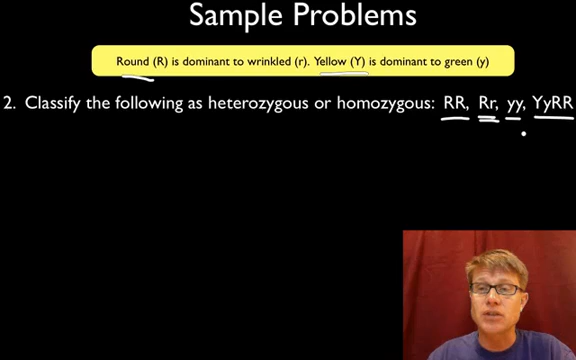 Sample Problems
Round (R) is dominant to wrinkled (r). Yellow (Y) is dominant to green (y)
2. Classify the following as heterozygous or homozygous: RR, Rr, yy, YyRR